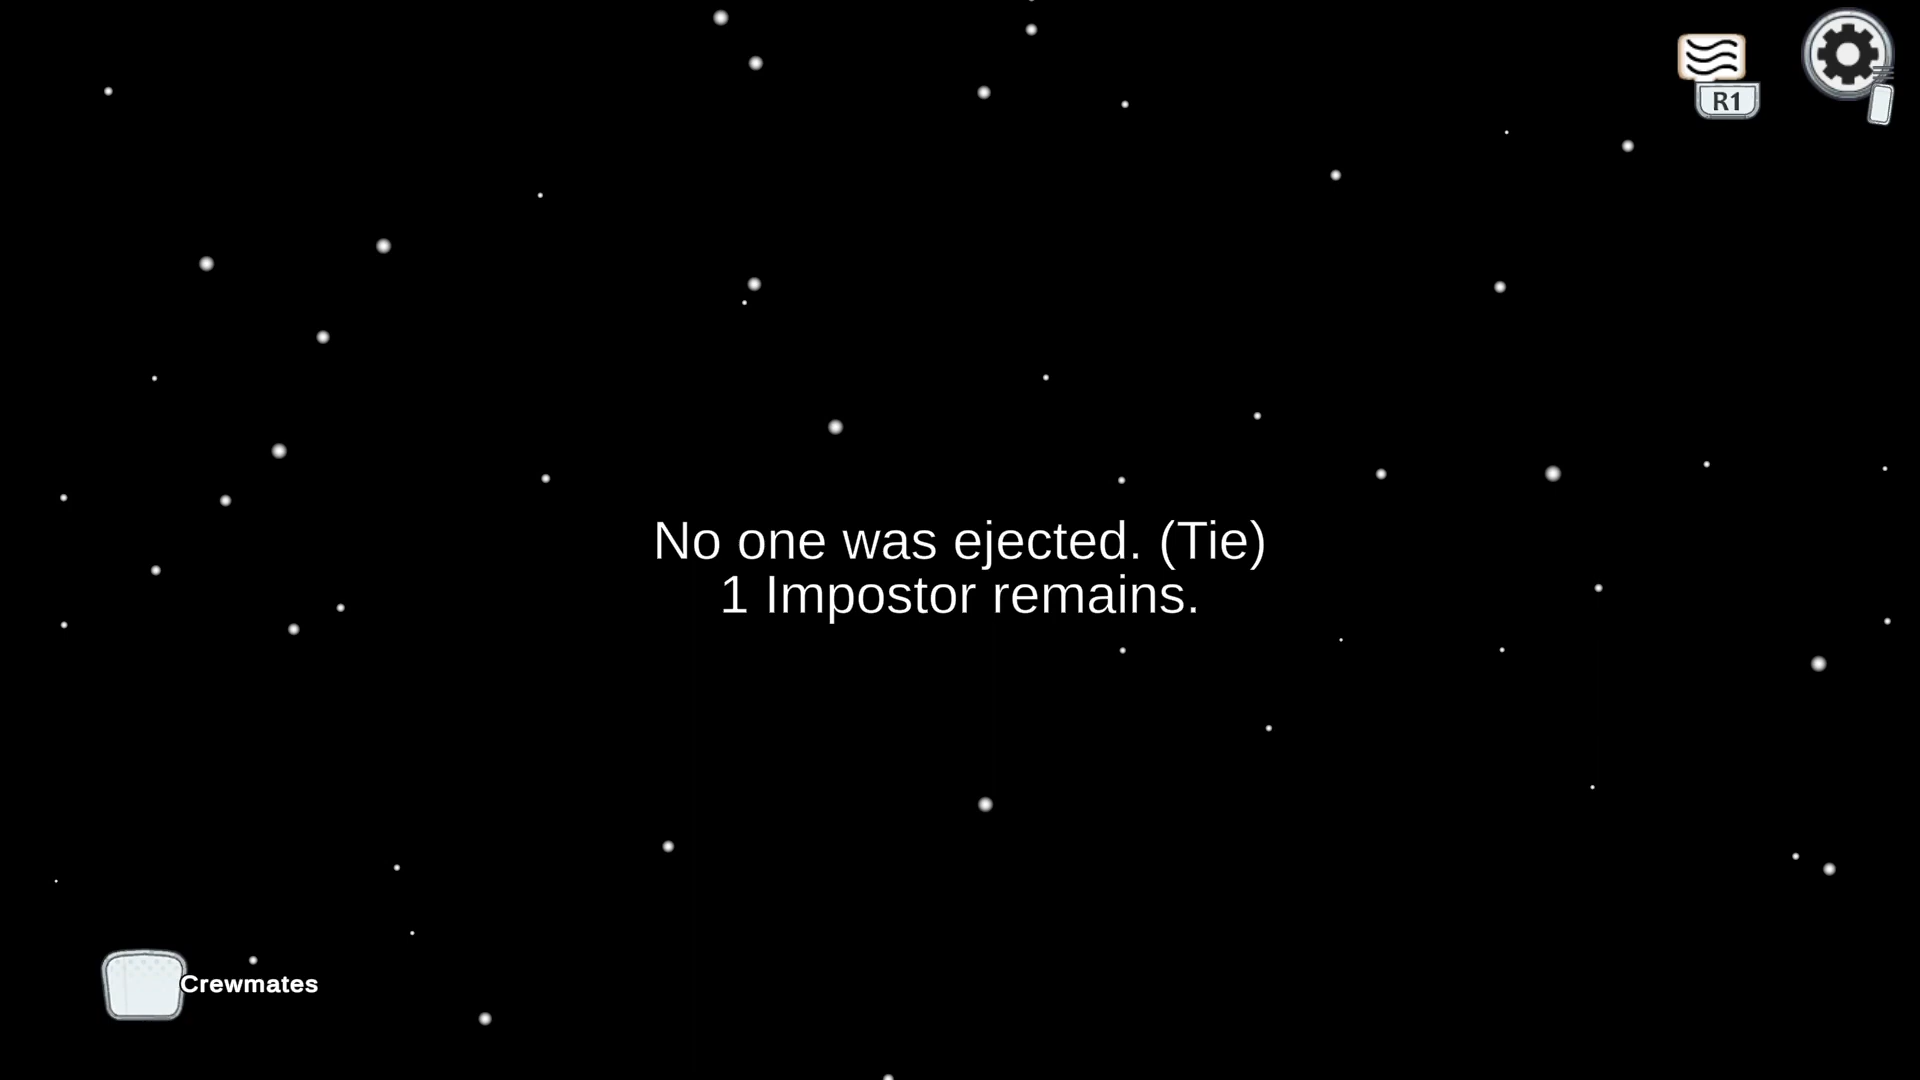 R1
No one was ejected. (Tie)
1 Impostor remains.
Crewmates